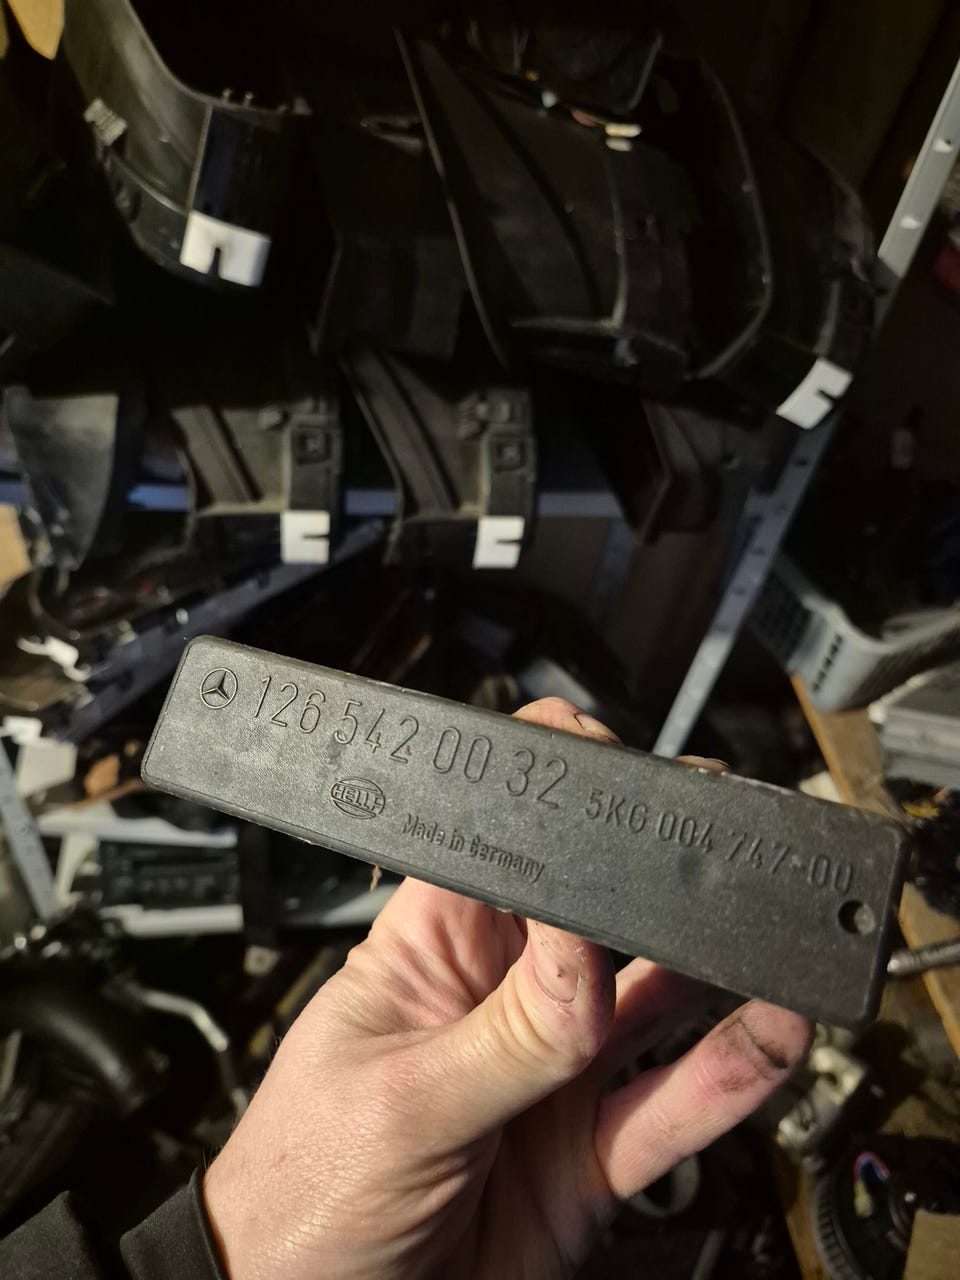 126 542 00 32 5KG 004 747-00
HELLA
Made in Germany